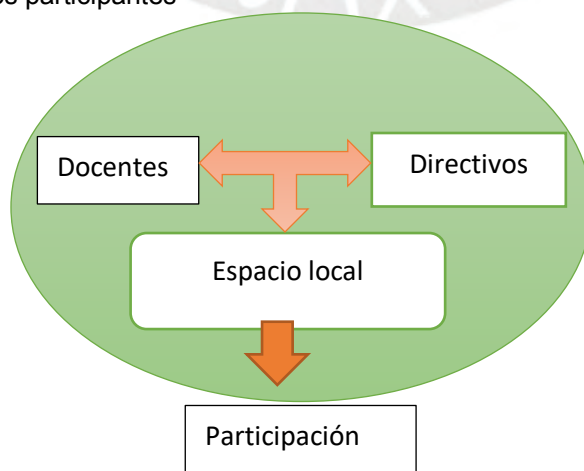 participantes
Docentes
Directivos
Espacio local
Participación